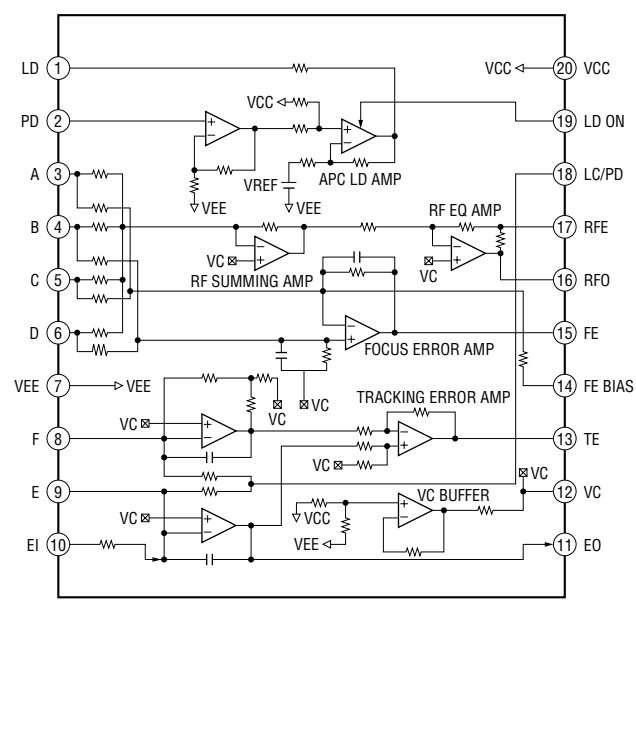 LD 1
20 VCC
VCC
PD 2
VCC
+
−
+
−
19 LD ON
A 3
VREF
APC LD AMP
18 LC/PD
VEE
VEE
B 4
RF EQ AMP
17 RFE
VC
−
+
VC
−
+
C 5
RF SUMMING AMP
16 RFO
D 6
−
+
15 FE
FOCUS ERROR AMP
VEE 7
VEE
14 FE BIAS
TRACKING ERROR AMP
VC
VC
VC
+
−
F 8
−
+
13 TE
VC
VC
E 9
VC BUFFER
12 VC
VC
+
−
VCC
+
−
VEE
EI 10
11 EO